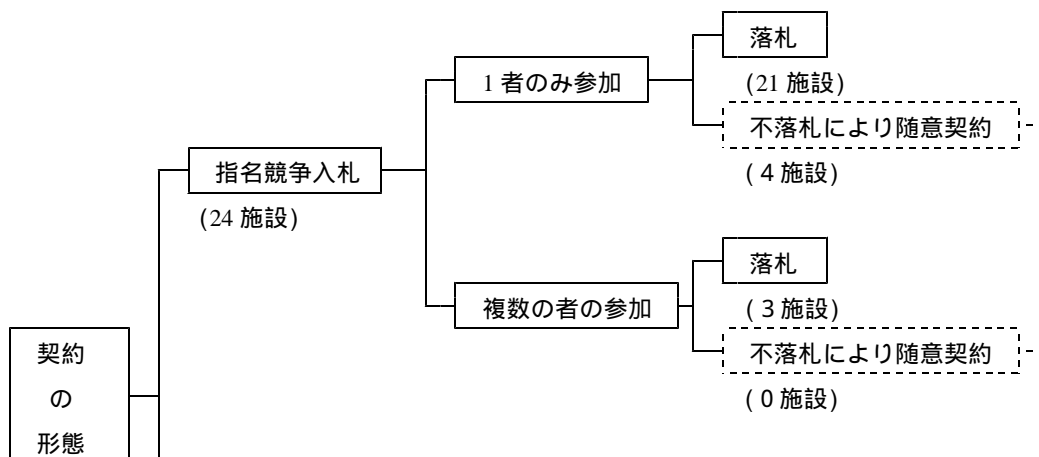 落札
1 者のみ参加
(21 施設)
不落札により随意契約
指名競争入札
(４施設)
(24 施設)
落札
複数の者の参加
(３施設)
不落札により随意契約
(０施設)
契約
の
形態